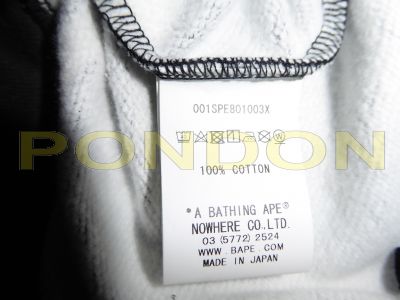 001SPE801003X
PONDON
100% COTTON
"A BATHING APE®
NOWHERE CO.,LTD.
03 (5772) 2524
WWW.BAPE.COM
MADE IN JAPAN